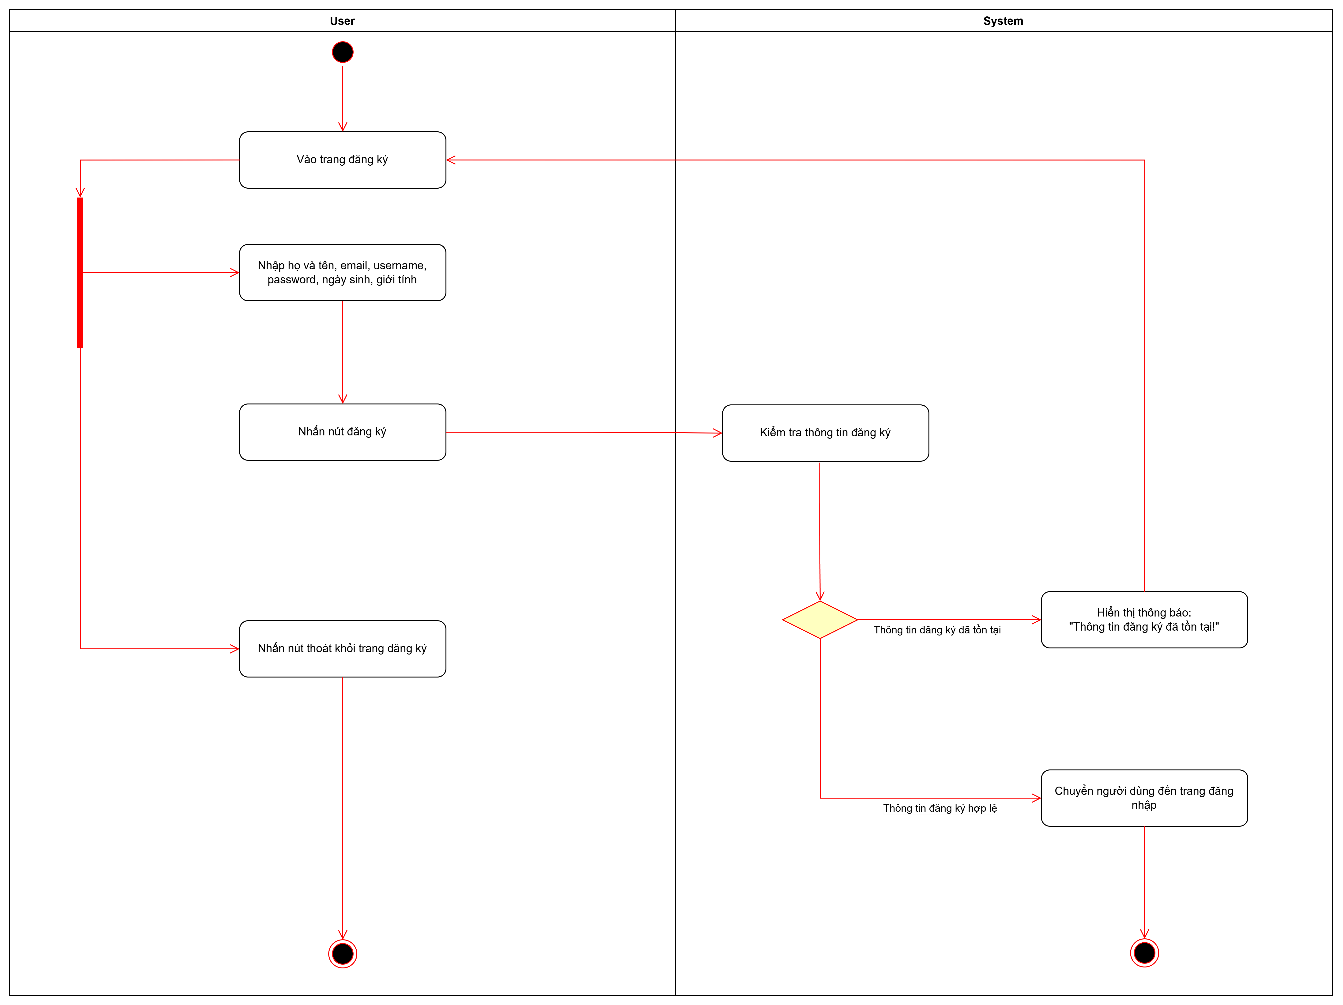 User
System
Vào trang đăng ký
Nhập họ và tên, email, username,
password, ngày sinh, giới tính
Nhấn nút đăng ký
Kiểm tra thông tin đăng ký
Thông tin đăng ký đã tồn tại
Hiển thị thông báo:
"Thông tin đăng ký đã tồn tại!"
Nhấn nút thoát khỏi trang đăng ký
Thông tin đăng ký hợp lệ
Chuyển người dùng đến trang đăng
nhập